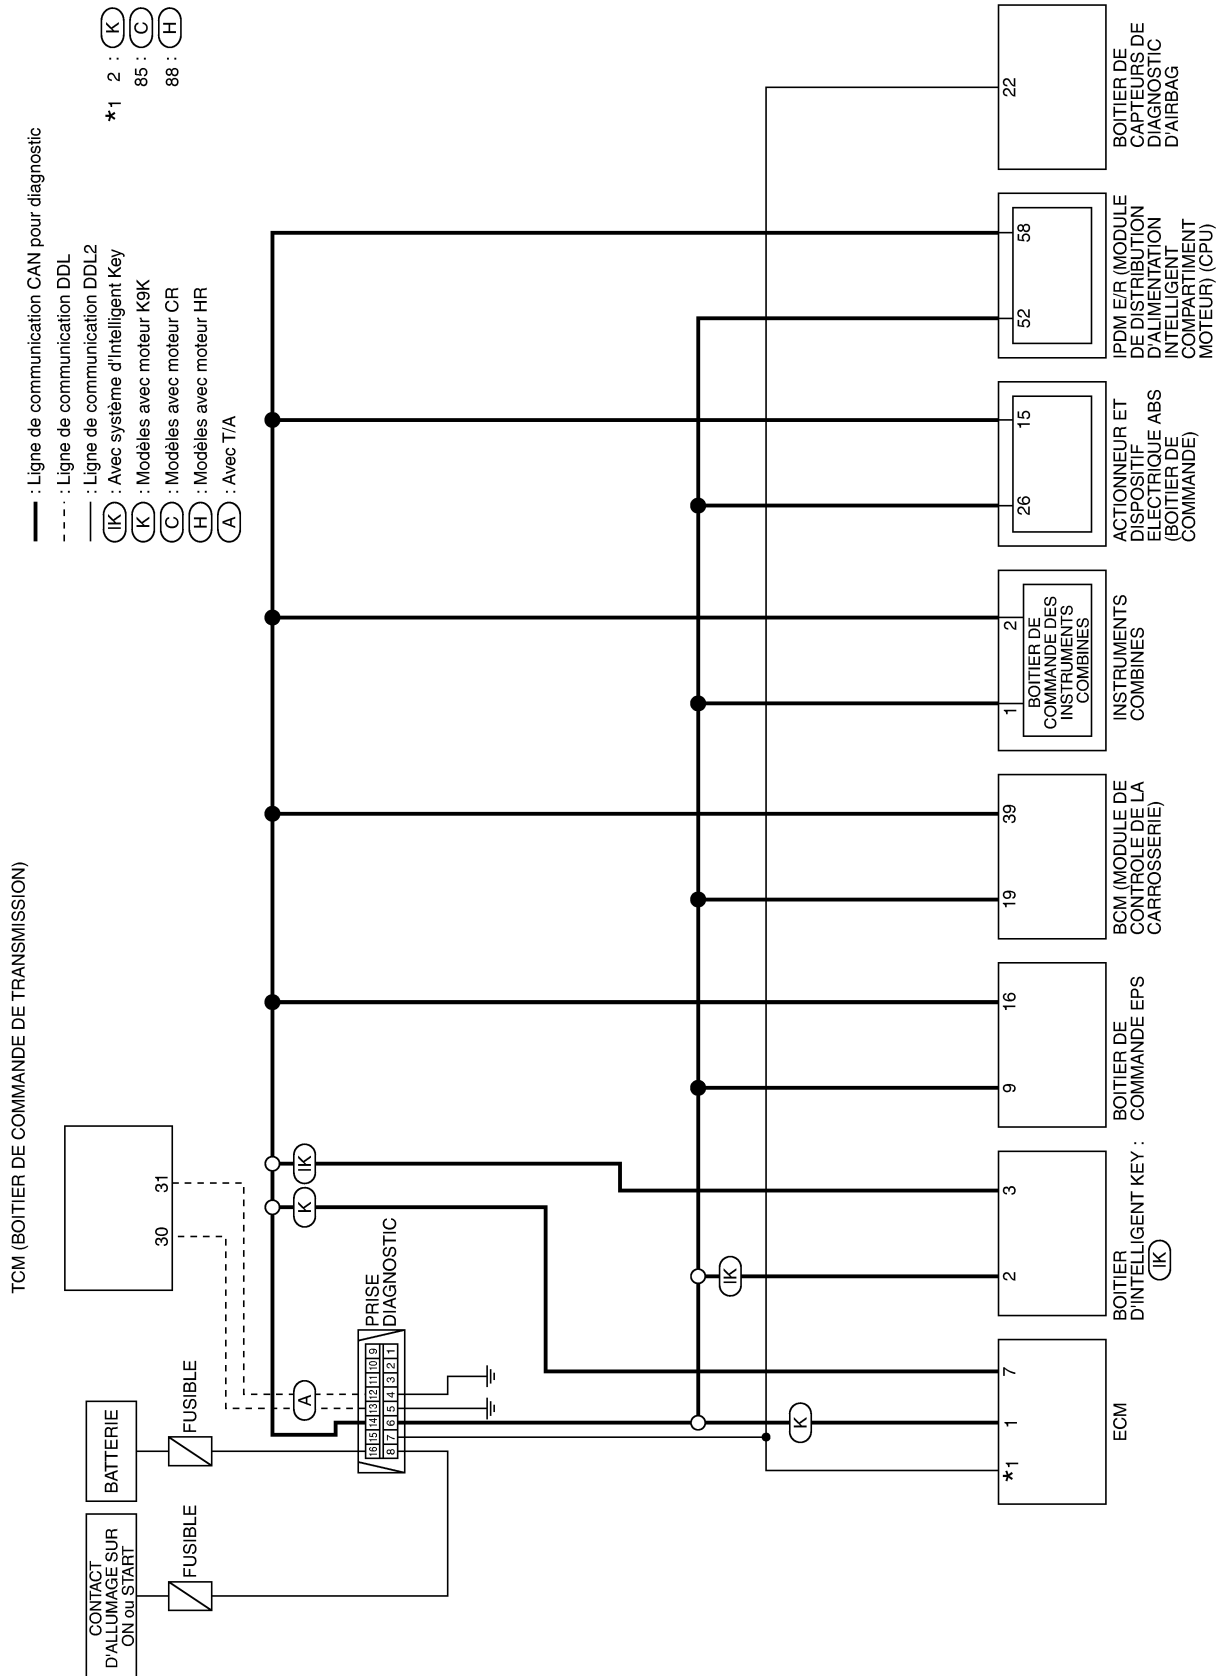 TCM (BOITIER DE COMMANDE DE TRANSMISSION)
: Ligne de communication CAN pour diagnostic
: Ligne de communication DDL
: Ligne de communication DDL2
IK : Avec système d'Intelligent Key
K : Modèles avec moteur K9K
C : Modèles avec moteur CR
H : Modèles avec moteur HR
A : Avec T/A
*1 2 : K
85 : C
88 : H
30
31
CONTACT
D'ALLUMAGE SUR
ON ou START
BATTERIE
FUSIBLE
FUSIBLE
A
PRISE
DIAGNOSTIC
16 15 14 13 12 11 10 9
8 7 6 5 4 3 2 1
K
IK
IK
K
*1
1
7
ECM
2
3
BOITIER
D'INTELLIGENT KEY :
IK
9
16
BOITIER DE
COMMANDE EPS
19
39
BCM (MODULE DE
CONTROLE DE LA
CARROSSERIE)
1
2
BOITIER DE
COMMANDE DES
INSTRUMENTS
COMBINES
INSTRUMENTS
COMBINES
26
15
ACTIONNEUR ET
DISPOSITIF
ELECTRIQUE ABS
(BOITIER DE
COMMANDE)
52
58
IPDM E/R (MODULE
DE DISTRIBUTION
D'ALIMENTATION
INTELLIGENT
COMPARTIMENT
MOTEUR) (CPU)
22
BOITIER DE
CAPTEURS DE
DIAGNOSTIC
D'AIRBAG